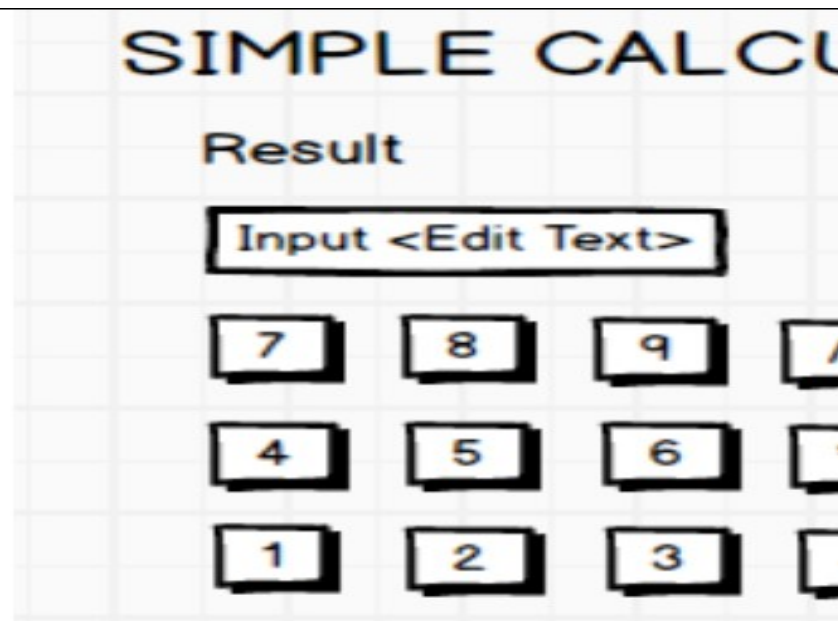 SIMPLE CALCU
Result
Input <Edit Text>
7 8 9
4 5 6
1 2 3